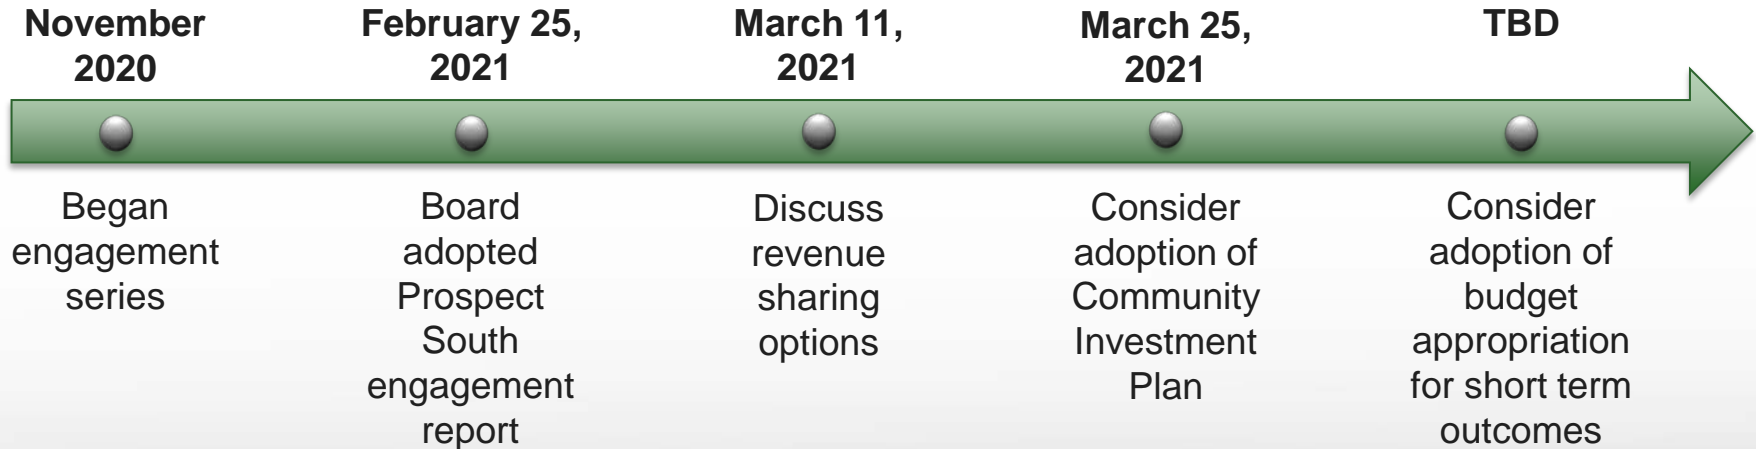 November
2020
Began
engagement
series
February 25,
2021
Board
adopted
Prospect
South
engagement
report
March 11,
2021
Discuss
revenue
sharing
options
March 25,
2021
Consider
adoption of
Community
Investment
Plan
TBD
Consider
adoption of
budget
appropriation
for short term
outcomes